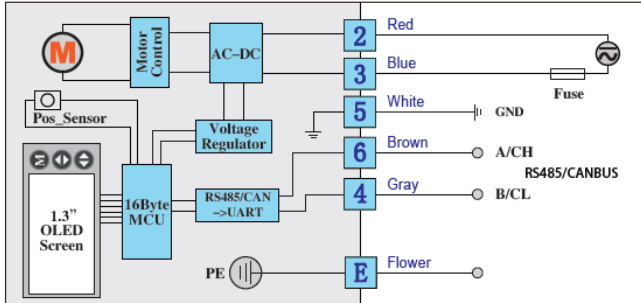 M
Motor
Control
AC–DC
2
Red
3
Blue
Fuse
Pos_Sensor
Voltage
Regulator
5
White
GND
6
Brown
A/CH
RS485/CANBUS
4
Gray
B/CL
M
1.3”
OLED
Screen
16Byte
MCU
RS485/CAN
–>UART
PE
E
Flower